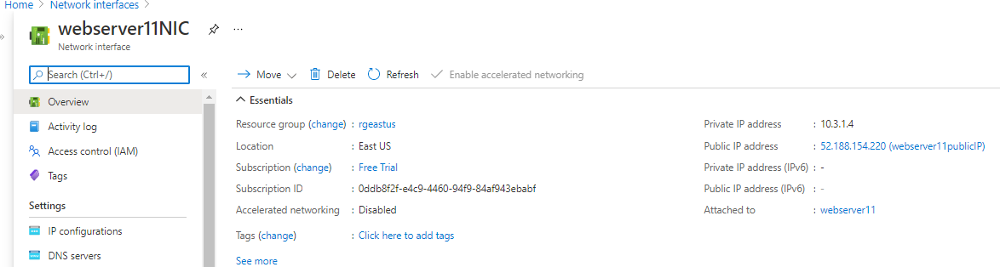 Home > Network interfaces >
»
webserver11NIC ...
Network interface
Search (Ctrl+/)
«
Overview
Activity log
Access control (IAM)
Tags
Settings
IP configurations
DNS servers
Move
Delete
Refresh
Enable accelerated networking
Essentials
Resource group (change) : rgeastus
Location : East US
Subscription (change) : Free Trial
Subscription ID : 0ddb8f2f-e4c9-4460-94f9-84af943ebabf
Accelerated networking : Disabled
Tags (change) : Click here to add tags
See more
Private IP address : 10.3.1.4
Public IP address : 52.188.154.220 (webserver11publicIP)
Private IP address (IPv6) : -
Public IP address (IPv6) : -
Attached to : webserver11